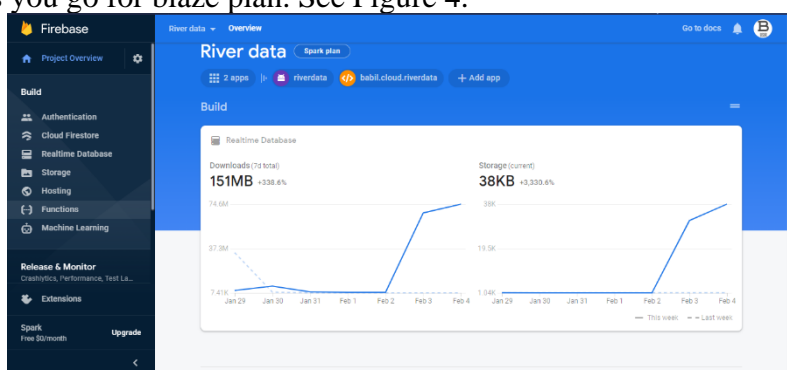 you go for blaze plan. See Figure 4.
Firebase
River data Overview
Go to docs
Project Overview
River data Spark plan
2 apps riverdata babil.cloud.riverdata + Add app
Build
Authentication
Cloud Firestore
Realtime Database
Storage
Hosting
Functions
Machine Learning
Release & Monitor
Crashlytics, Performance, Test La...
Extensions
Spark
Free $0/month
Upgrade
Build
Realtime Database
Downloads (7d total)
151MB +338.6%
74.6M
37.3M
7.41K
Jan 29 Jan 30 Jan 31 Feb 1 Feb 2 Feb 3 Feb 4
Storage (current)
38KB +3,330.6%
38K
19.5K
1.04K
Jan 29 Jan 30 Jan 31 Feb 1 Feb 2 Feb 3 Feb 4
This week Last week